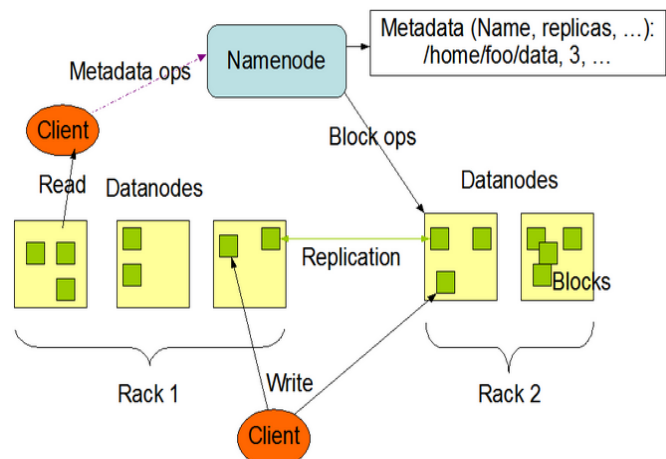 Metadata (Name, replicas, …):
/home/foo/data, 3, …
Namenode
Metadata ops
Client
Block ops
Read
Datanodes
Datanodes
Replication
Blocks
Write
Rack 1
Rack 2
Client